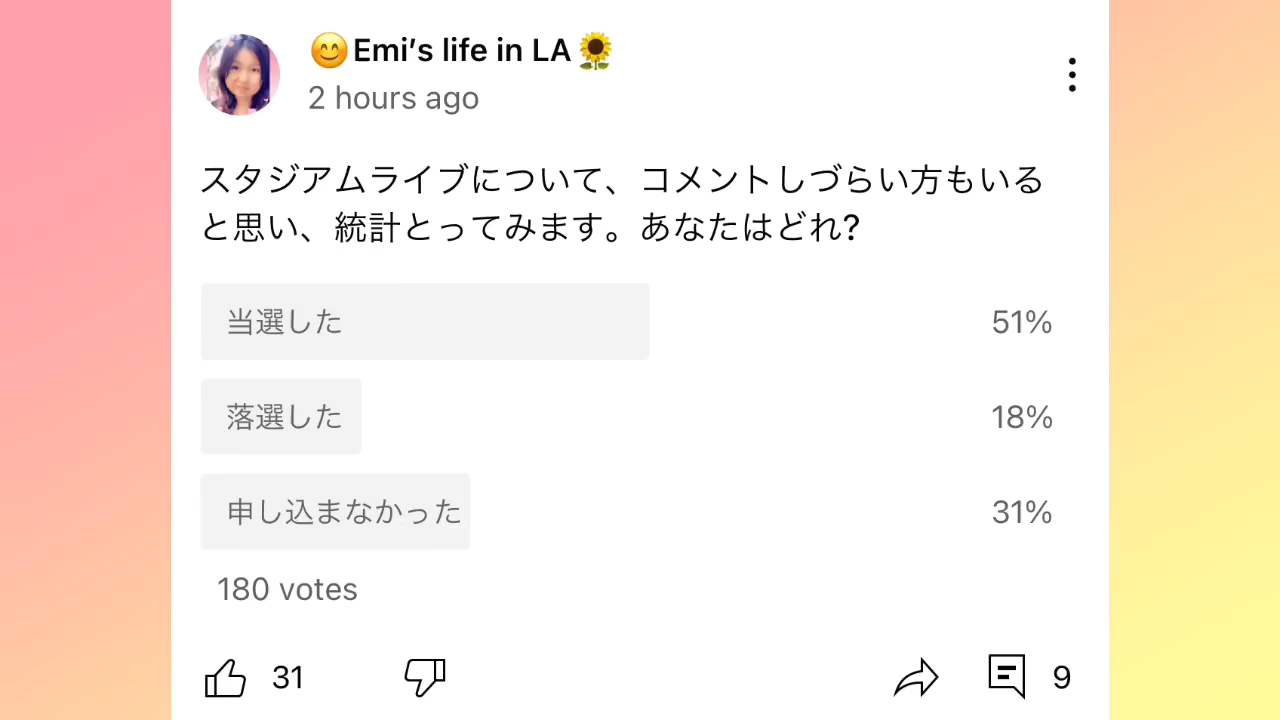 😊Emi's life in LA🌻
2 hours ago
スタジアムライブについて、コメントしづらい方もいる
と思い、統計とってみます。あなたはどれ?
当選した 51%
落選した 18%
申し込まなかった 31%
180 votes
31 9